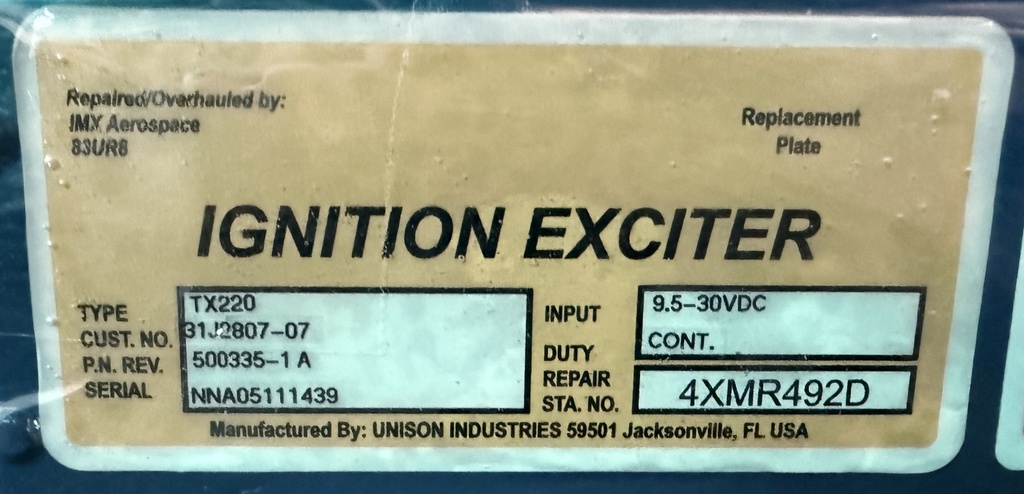 Repaired/Overhauled by:
IMX Aerospace
83UR8
Replacement
Plate
IGNITION EXCITER
TYPE TX220
CUST. NO. 31J2807-07
P.N. REV. 500335-1 A
SERIAL NNA05111439
INPUT 9.5-30VDC
DUTY CONT.
REPAIR
STA. NO. 4XMR492D
Manufactured By: UNISON INDUSTRIES 59501 Jacksonville, FL USA